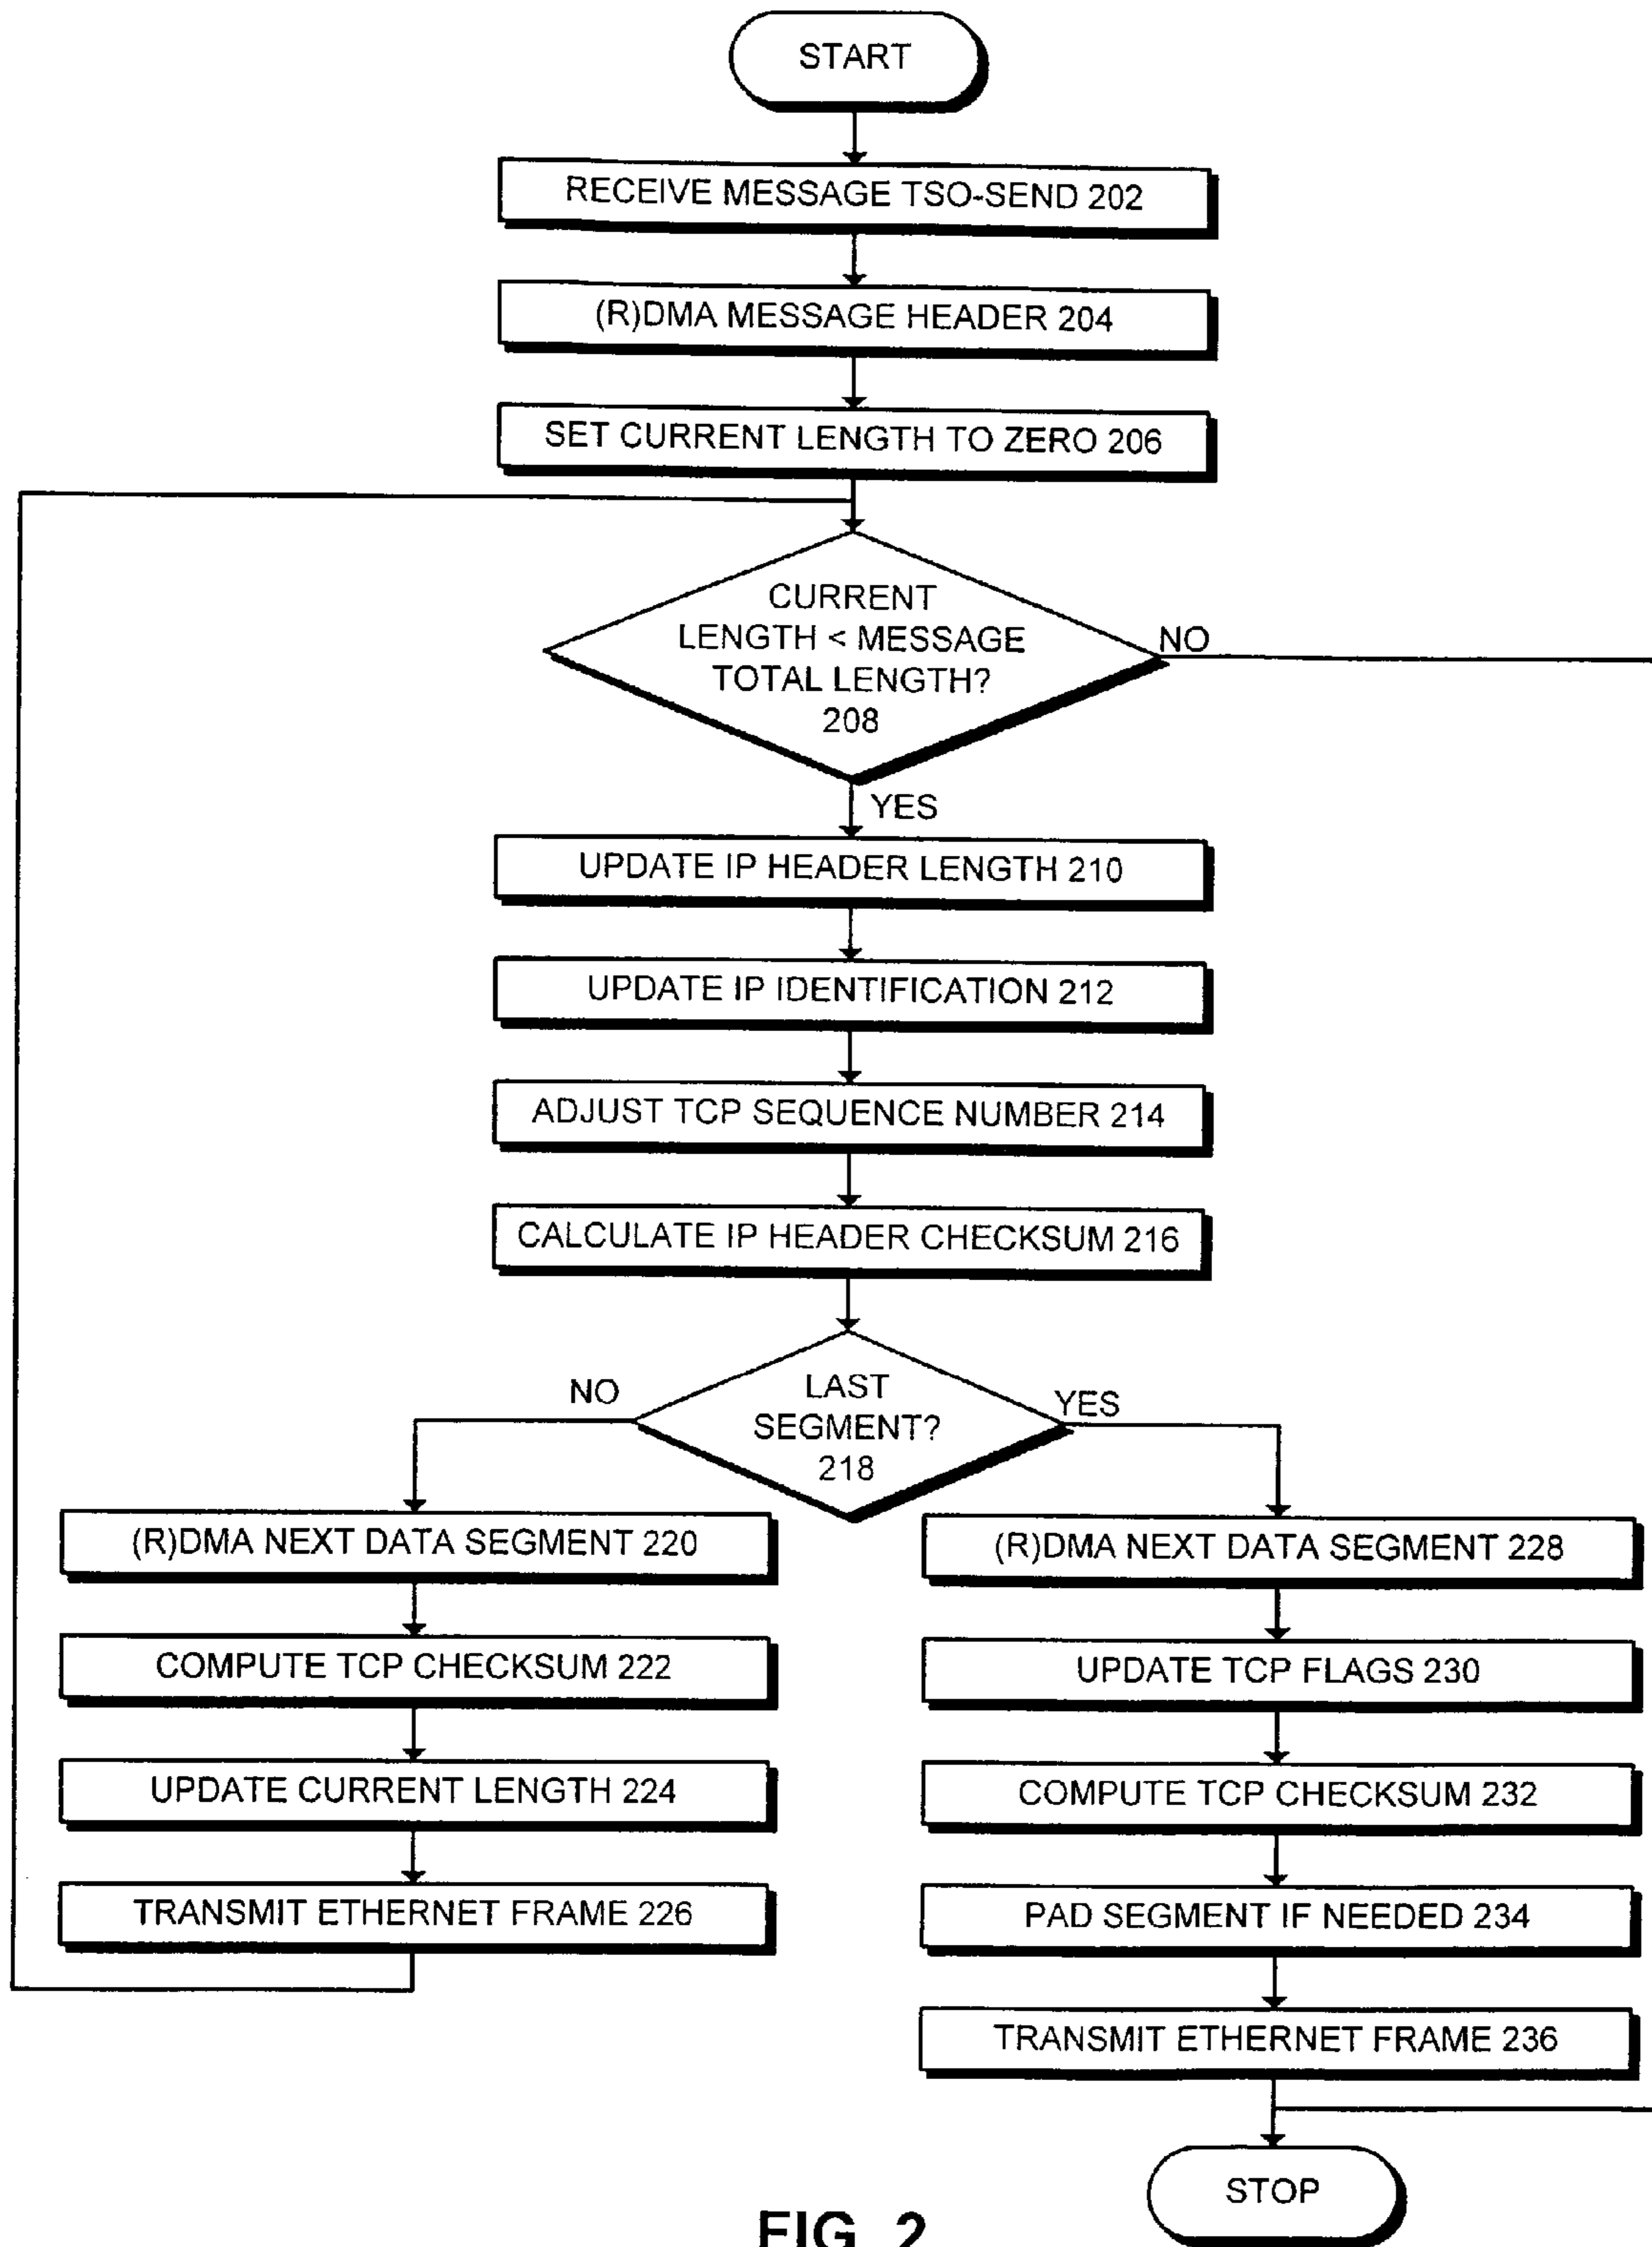 START
RECEIVE MESSAGE TSO-SEND 202
(R)DMA MESSAGE HEADER 204
SET CURRENT LENGTH TO ZERO 206
CURRENT
LENGTH < MESSAGE
TOTAL LENGTH?
208
NO
YES
UPDATE IP HEADER LENGTH 210
UPDATE IP IDENTIFICATION 212
ADJUST TCP SEQUENCE NUMBER 214
CALCULATE IP HEADER CHECKSUM 216
LAST
SEGMENT?
218
NO
YES
(R)DMA NEXT DATA SEGMENT 220
COMPUTE TCP CHECKSUM 222
UPDATE CURRENT LENGTH 224
TRANSMIT ETHERNET FRAME 226
(R)DMA NEXT DATA SEGMENT 228
UPDATE TCP FLAGS 230
COMPUTE TCP CHECKSUM 232
PAD SEGMENT IF NEEDED 234
TRANSMIT ETHERNET FRAME 236
STOP
FIG. 2